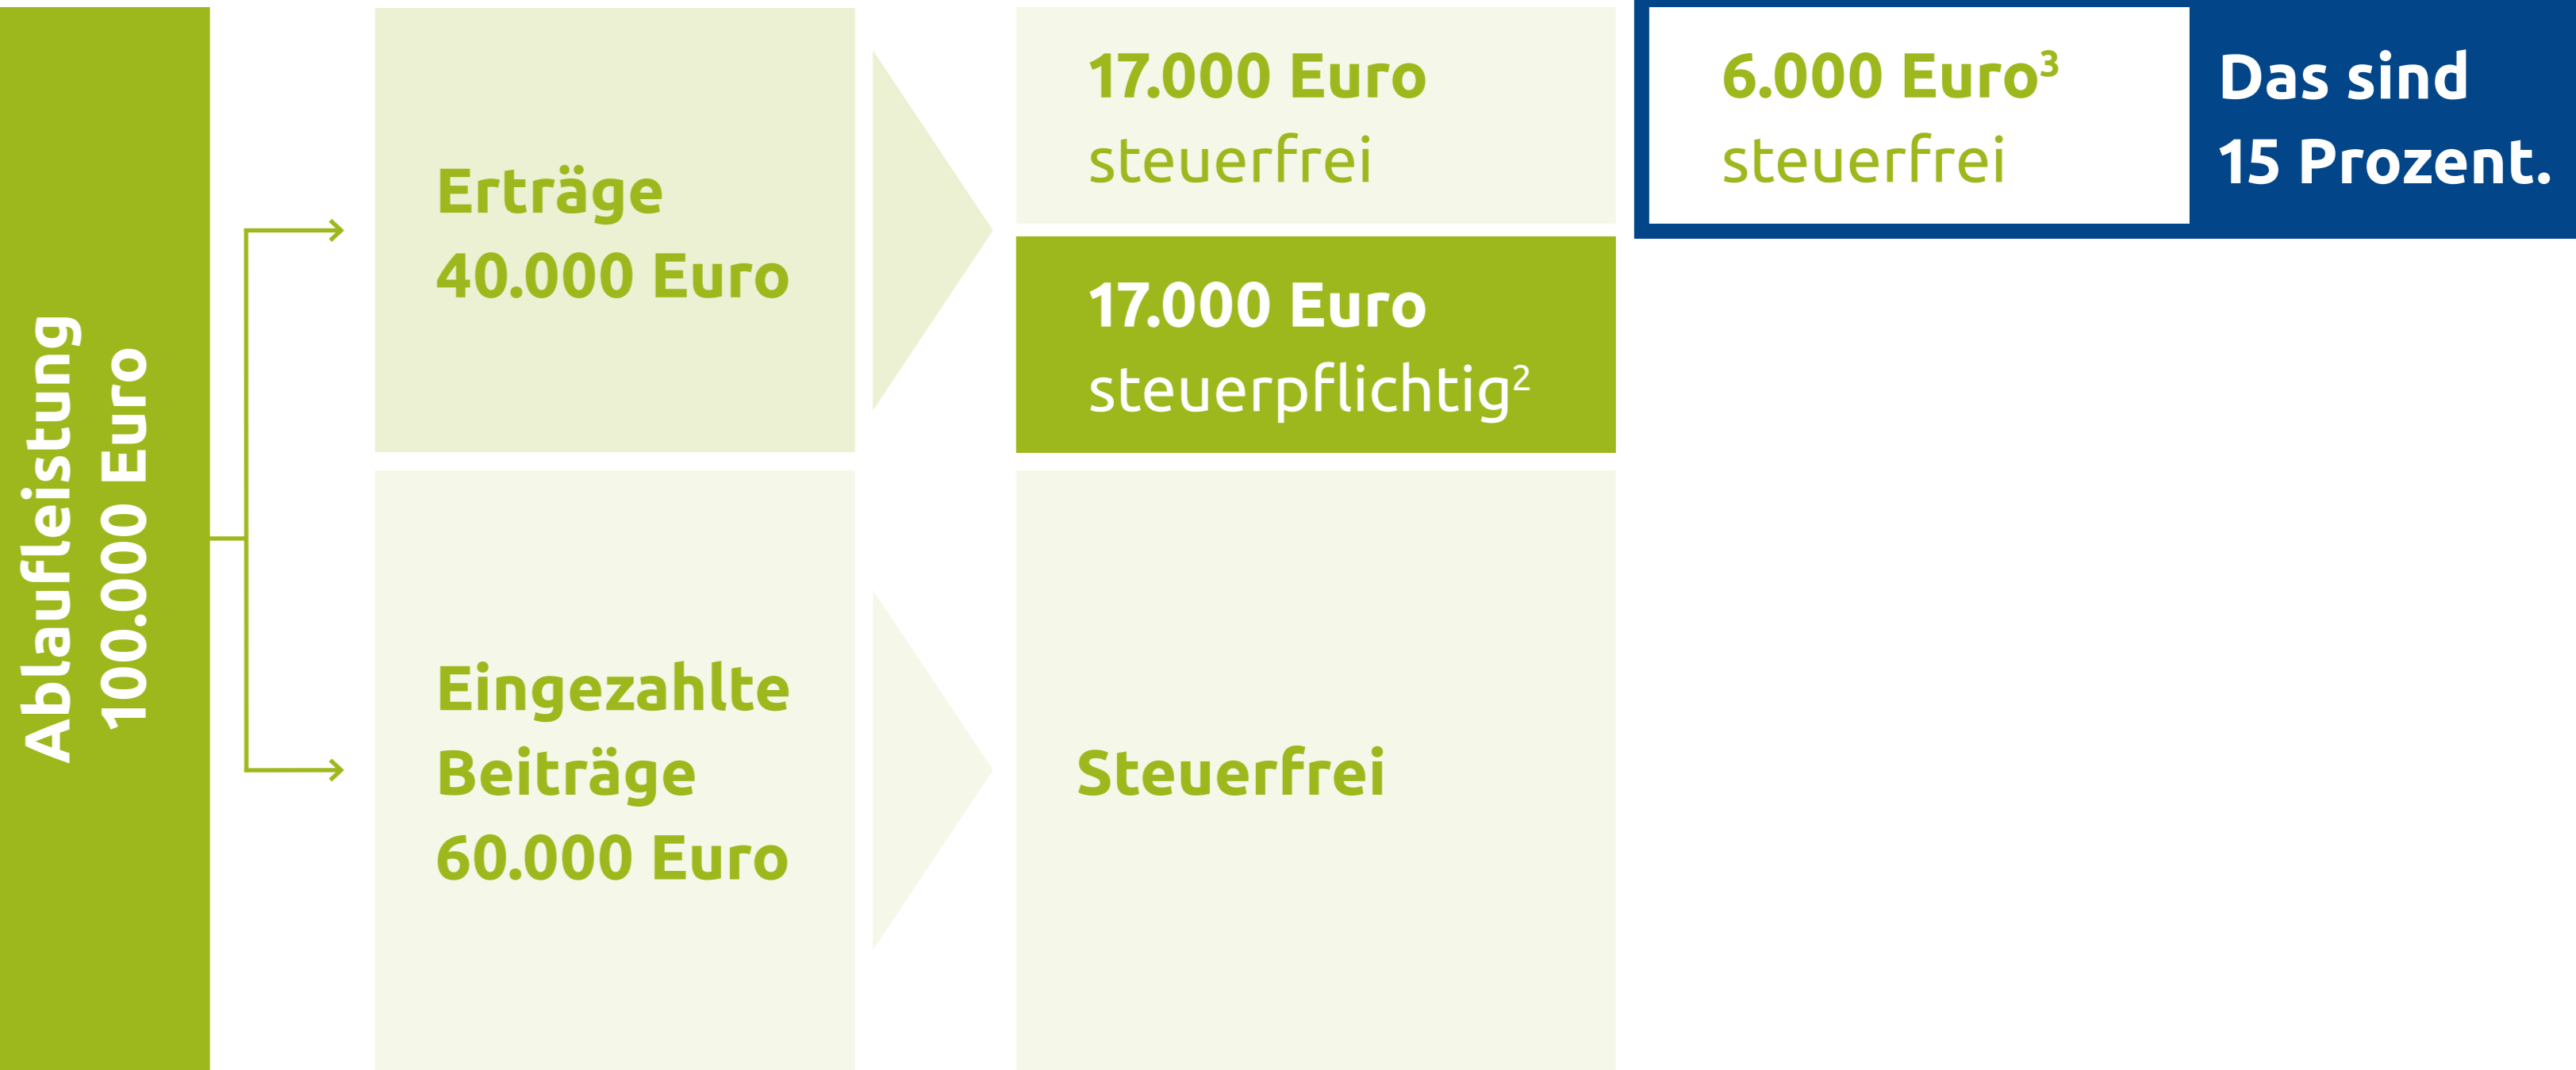 Ablaufleistung
100.000 Euro
Erträge
40.000 Euro
17.000 Euro
steuerfrei
6.000 Euro³
steuerfrei
Das sind
15 Prozent.
17.000 Euro
steuerpflichtig²
Eingezahlte
Beiträge
60.000 Euro
Steuerfrei